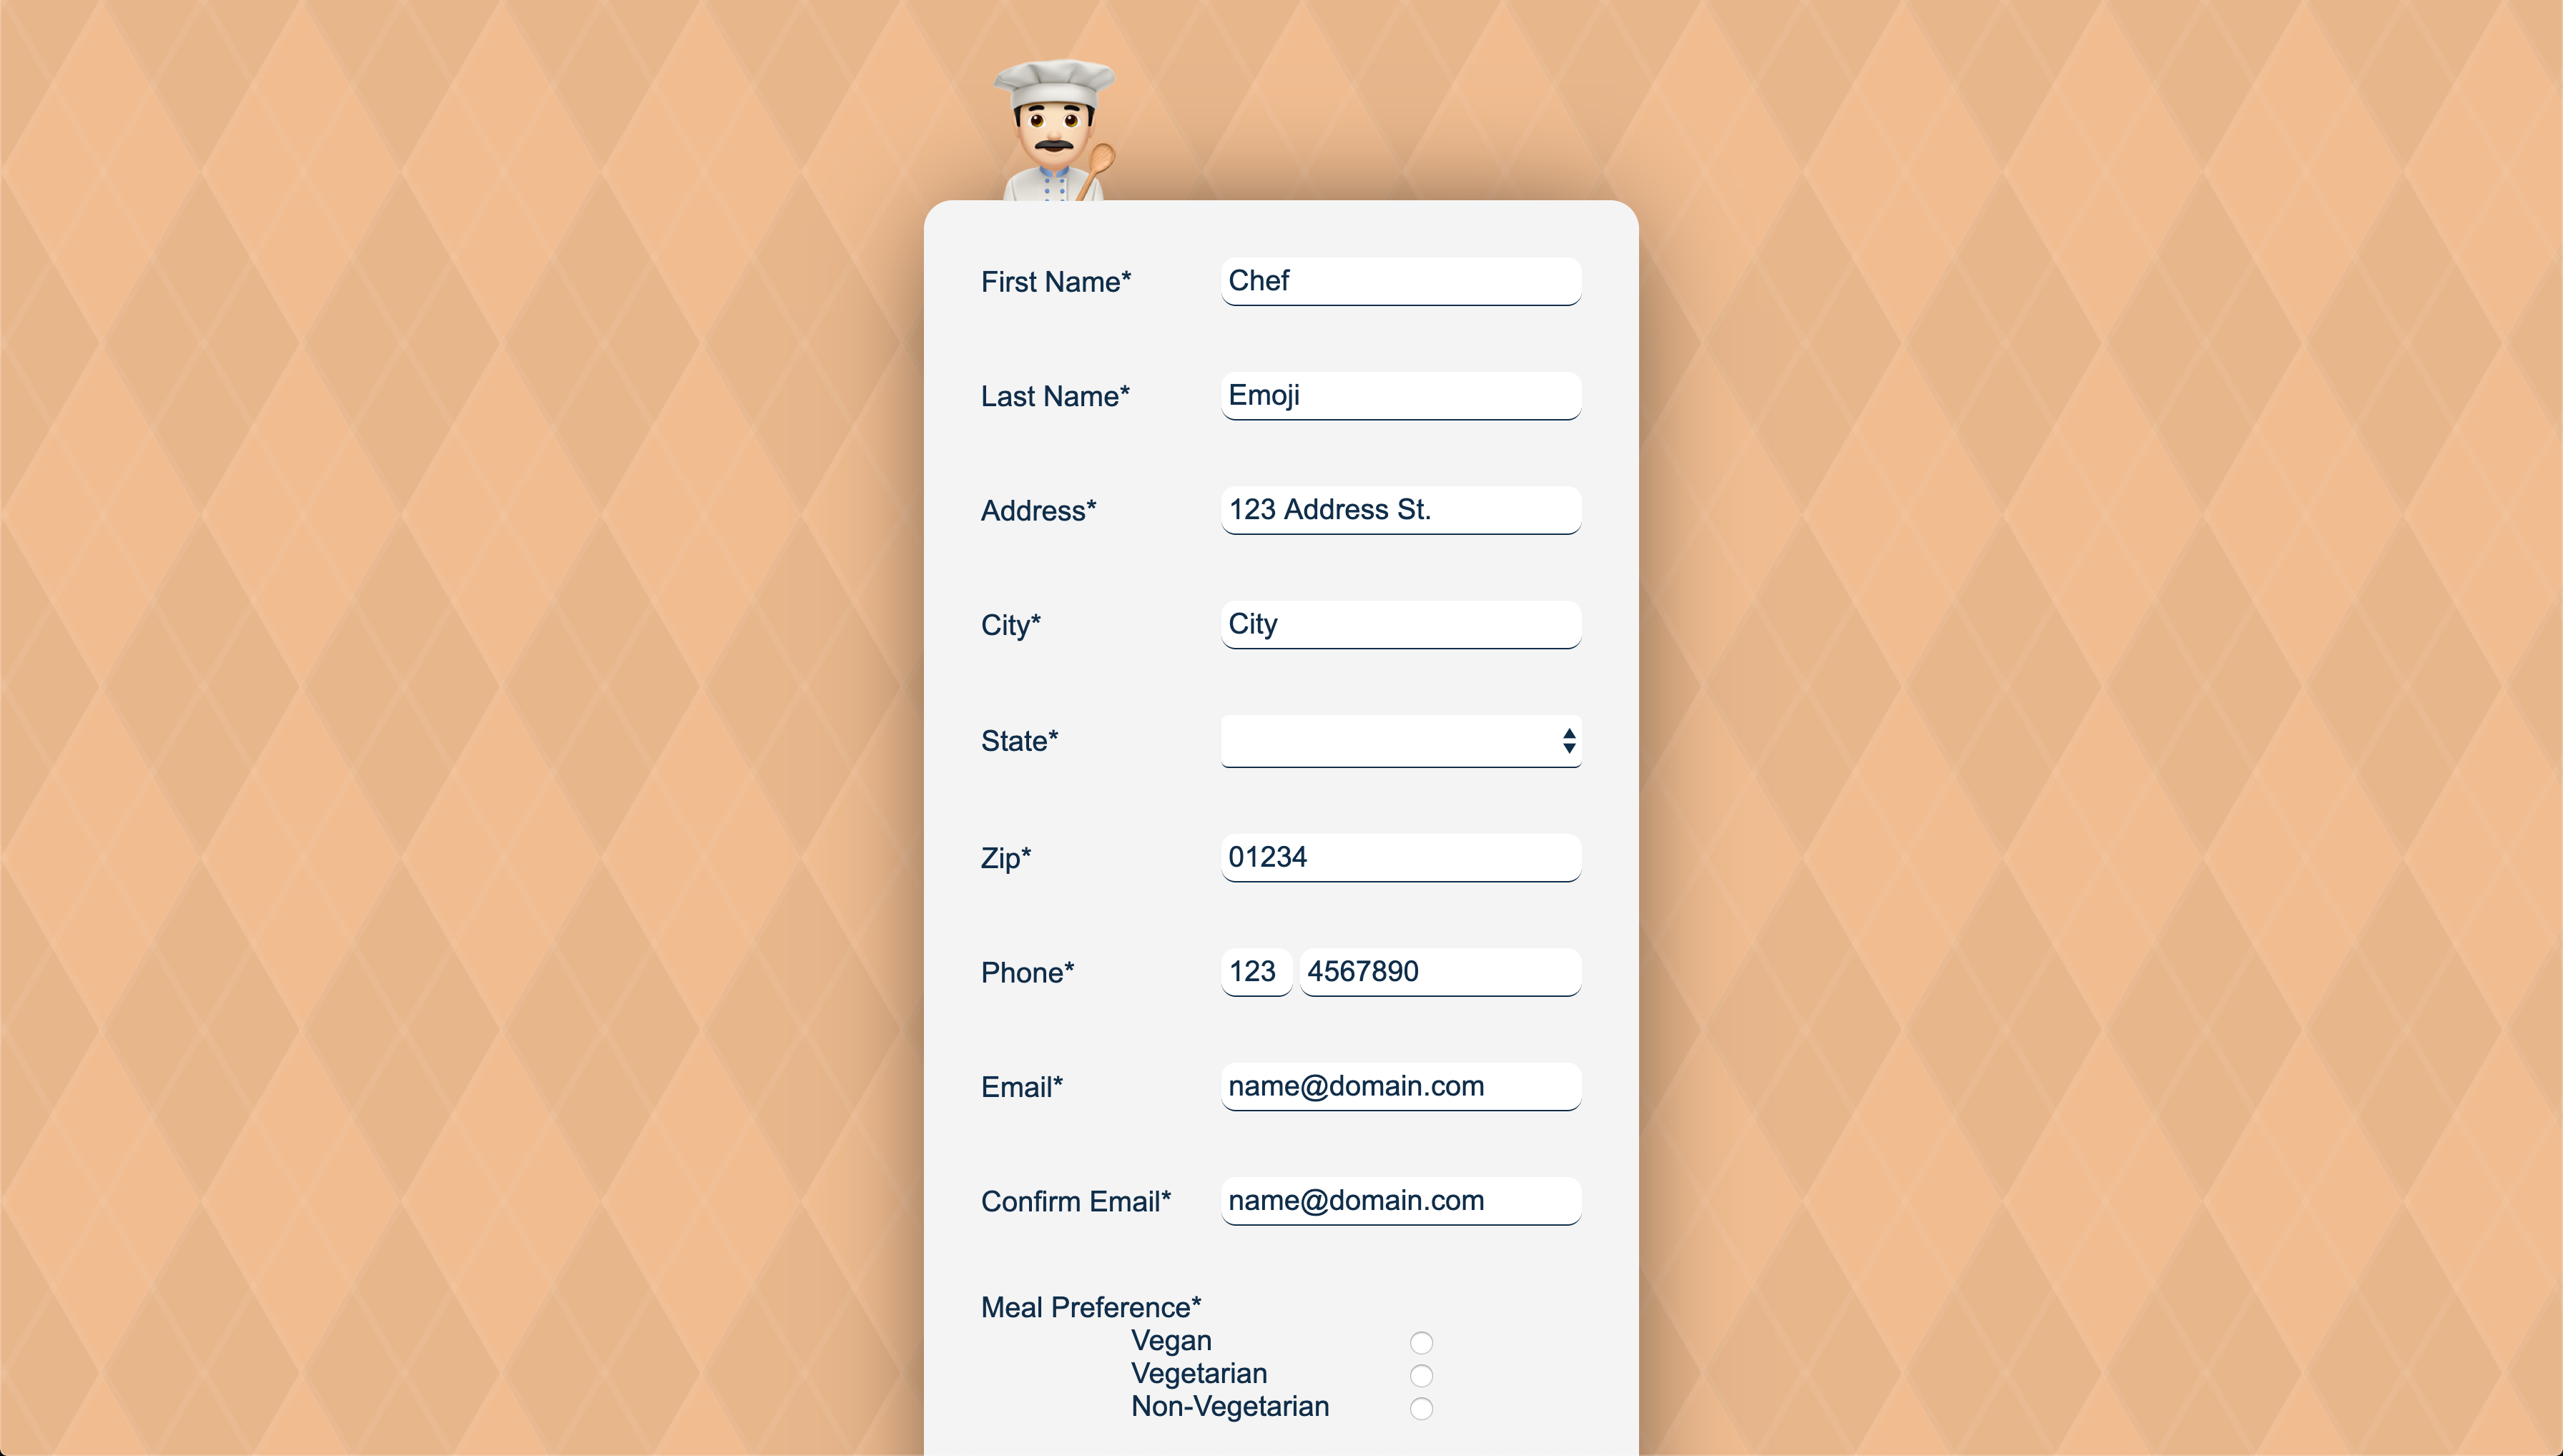 First Name* Chef
Last Name* Emoji
Address* 123 Address St.
City* City
State*
Zip* 01234
Phone* 123 4567890
Email* name@domain.com
Confirm Email* name@domain.com
Meal Preference*
Vegan
Vegetarian
Non-Vegetarian